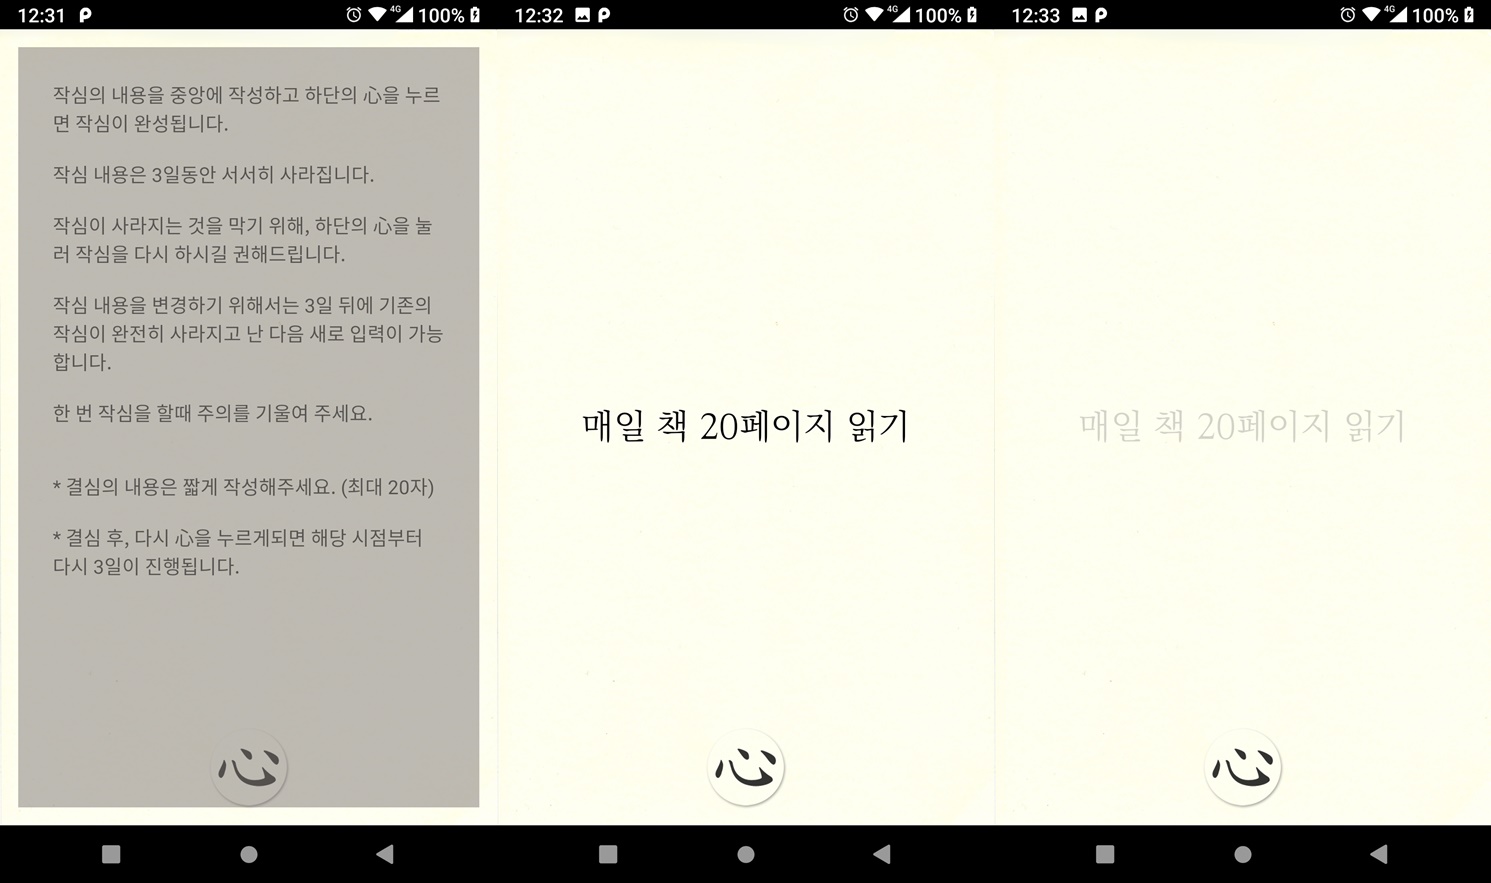 12:31
4G
100%
작심의 내용을 중앙에 작성하고 하단의 心을 누르
면 작심이 완성됩니다.
작심 내용은 3일동안 서서히 사라집니다.
작심이 사라지는 것을 막기 위해, 하단의 心을 눌
러 작심을 다시 하시길 권해드립니다.
작심 내용을 변경하기 위해서는 3일 뒤에 기존의
작심이 완전히 사라지고 난 다음 새로 입력이 가능
합니다.
한 번 작심을 할때 주의를 기울여 주세요.
* 결심의 내용은 짧게 작성해주세요. (최대 20자)
* 결심 후, 다시 心을 누르게되면 해당 시점부터
다시 3일이 진행됩니다.
心
12:32
4G
100%
매일 책 20페이지 읽기
心
12:33
4G
100%
매일 책 20페이지 읽기
心